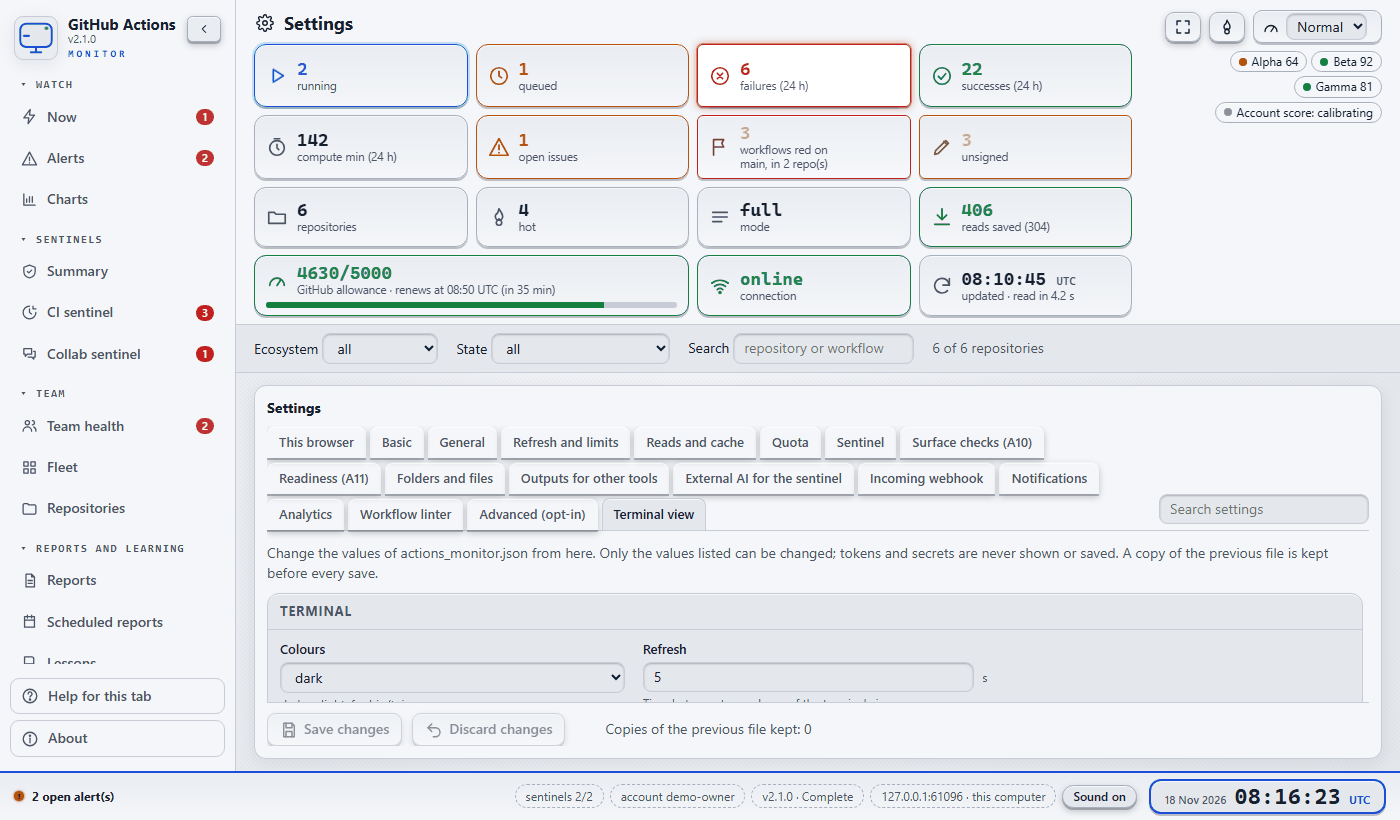 GitHub Actions
v2.1.0
MONITOR
WATCH
Now 1
Alerts 2
Charts
SENTINELS
Summary
CI sentinel 3
Collab sentinel 1
TEAM
Team health 2
Fleet
Repositories
REPORTS AND LEARNING
Reports
Scheduled reports
Lessons
Help for this tab
About
Settings
Normal
Alpha 64
Beta 92
Gamma 81
Account score: calibrating
2
running
1
queued
6
failures (24 h)
22
successes (24 h)
142
compute min (24 h)
1
open issues
3
workflows red on
main, in 2 repo(s)
3
unsigned
6
repositories
4
hot
full
mode
406
reads saved (304)
4630/5000
GitHub allowance · renews at 08:50 UTC (in 35 min)
online
connection
08:10:45 UTC
updated · read in 4.2 s
Ecosystem all State all Search repository or workflow 6 of 6 repositories
Settings
This browser Basic General Refresh and limits Reads and cache Quota Sentinel Surface checks (A10)
Readiness (A11) Folders and files Outputs for other tools External AI for the sentinel Incoming webhook Notifications
Analytics Workflow linter Advanced (opt-in) Terminal view
Search settings
Change the values of actions_monitor.json from here. Only the values listed can be changed; tokens and secrets are never shown or saved. A copy of the previous file is kept
before every save.
TERMINAL
Colours Refresh
dark 5 s
Save changes Discard changes Copies of the previous file kept: 0
2 open alert(s)
sentinels 2/2 account demo-owner v2.1.0 · Complete 127.0.0.1:61096 · this computer Sound on 18 Nov 2026 08:16:23 UTC